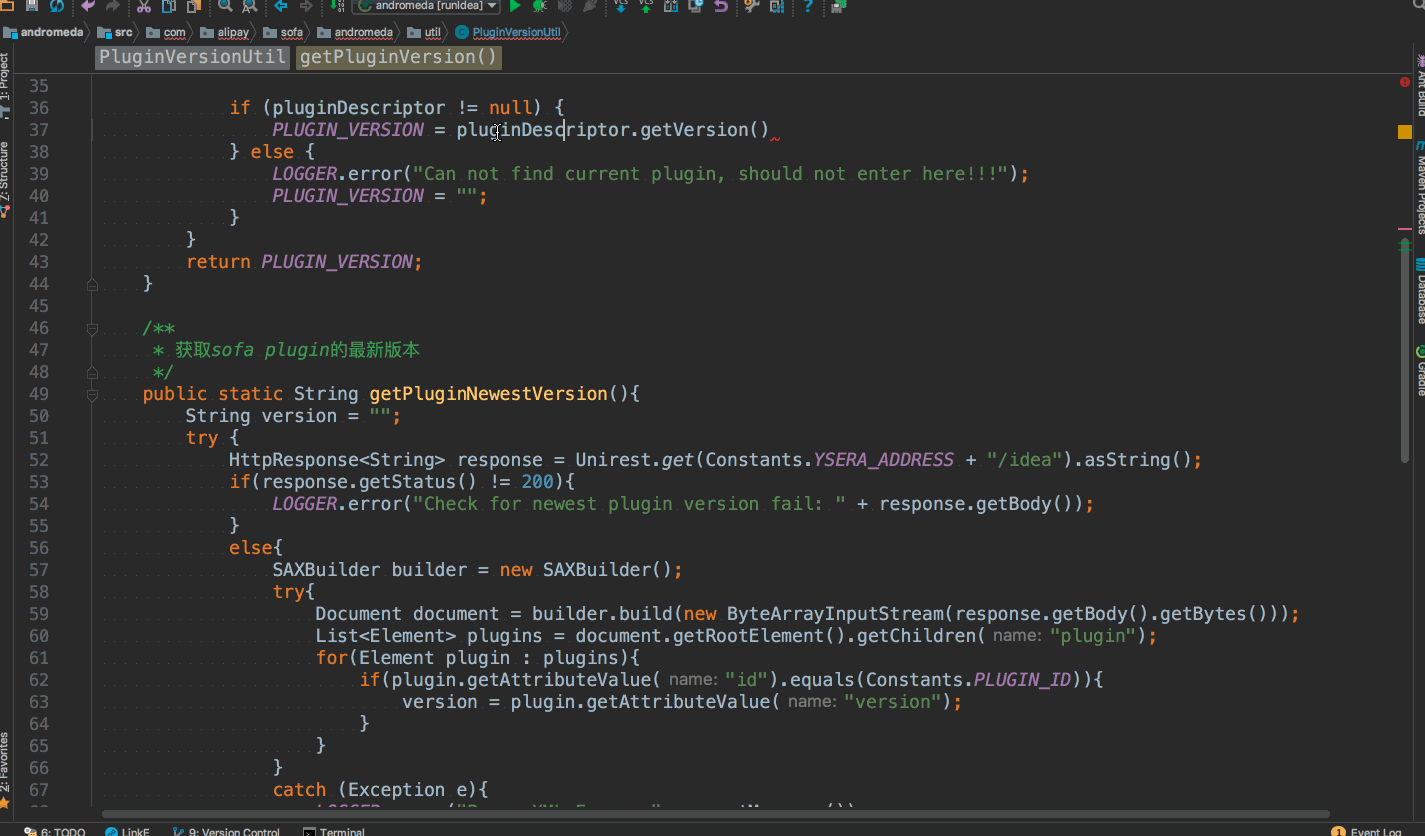 andromeda [runIdea]
andromeda src com alipay sofa andromeda util PluginVersionUtil
PluginVersionUtil getPluginVersion()
1: Project
Z: Structure
2: Favorites
35
36 if (pluginDescriptor != null) {
37 PLUGIN_VERSION = pluginDescriptor.getVersion()
38 } else {
39 LOGGER.error("Can not find current plugin, should not enter here!!!");
40 PLUGIN_VERSION = "";
41 }
42 }
43 return PLUGIN_VERSION;
44 }
45
46 /**
47 * 获取sofa plugin的最新版本
48 */
49 public static String getPluginNewestVersion(){
50 String version = "";
51 try {
52 HttpResponse<String> response = Unirest.get(Constants.YSERA_ADDRESS + "/idea").asString();
53 if(response.getStatus() != 200){
54 LOGGER.error("Check for newest plugin version fail: " + response.getBody());
55 }
56 else{
57 SAXBuilder builder = new SAXBuilder();
58 try{
59 Document document = builder.build(new ByteArrayInputStream(response.getBody().getBytes()));
60 List<Element> plugins = document.getRootElement().getChildren( name: "plugin");
61 for(Element plugin : plugins){
62 if(plugin.getAttributeValue( name: "id").equals(Constants.PLUGIN_ID)){
63 version = plugin.getAttributeValue( name: "version");
64 }
65 }
66 }
67 catch (Exception e){
Ant Build
Maven Projects
Database
Gradle
6: TODO LinkE 9: Version Control Terminal 1 Event Log